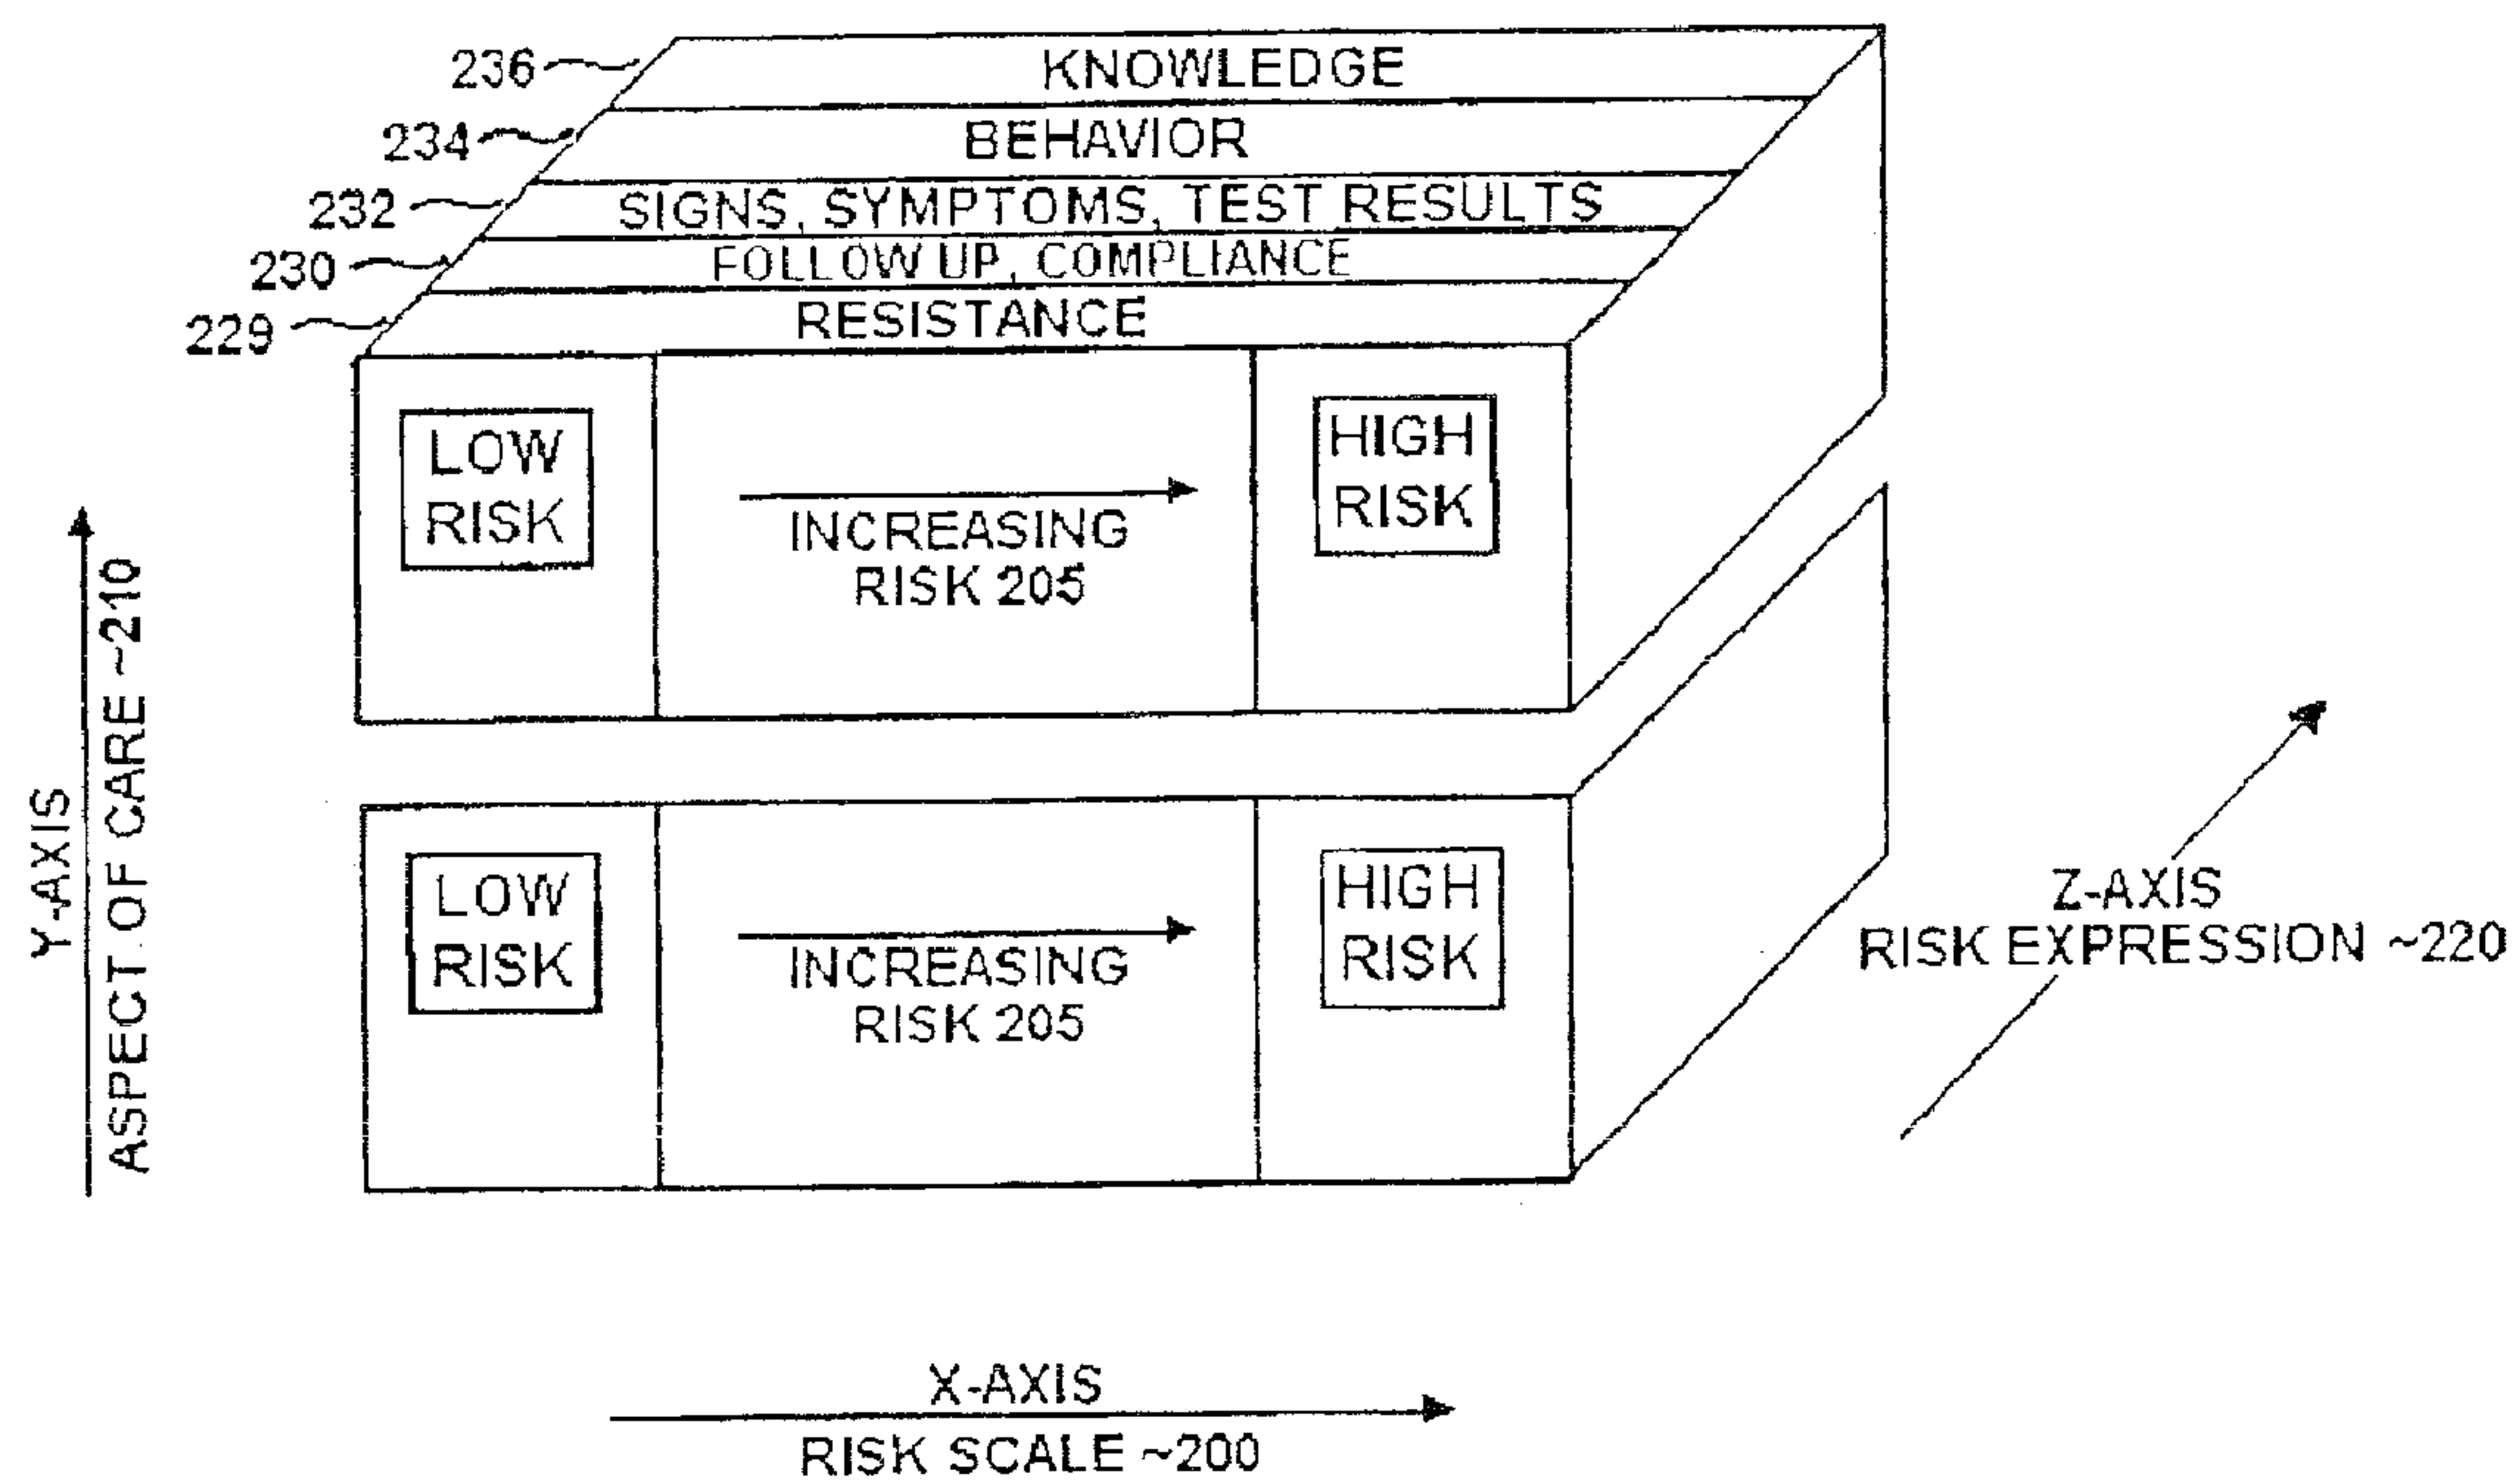 236
KNOWLEDGE
234
BEHAVIOR
232
SIGNS, SYMPTOMS, TEST RESULTS
230
FOLLOW UP, COMPLIANCE
229
RESISTANCE
LOW
RISK
INCREASING
RISK 205
HIGH
RISK
LOW
RISK
INCREASING
RISK 205
HIGH
RISK
Y-AXIS
ASPECT OF CARE ~210
Z-AXIS
RISK EXPRESSION ~220
X-AXIS
RISK SCALE ~200